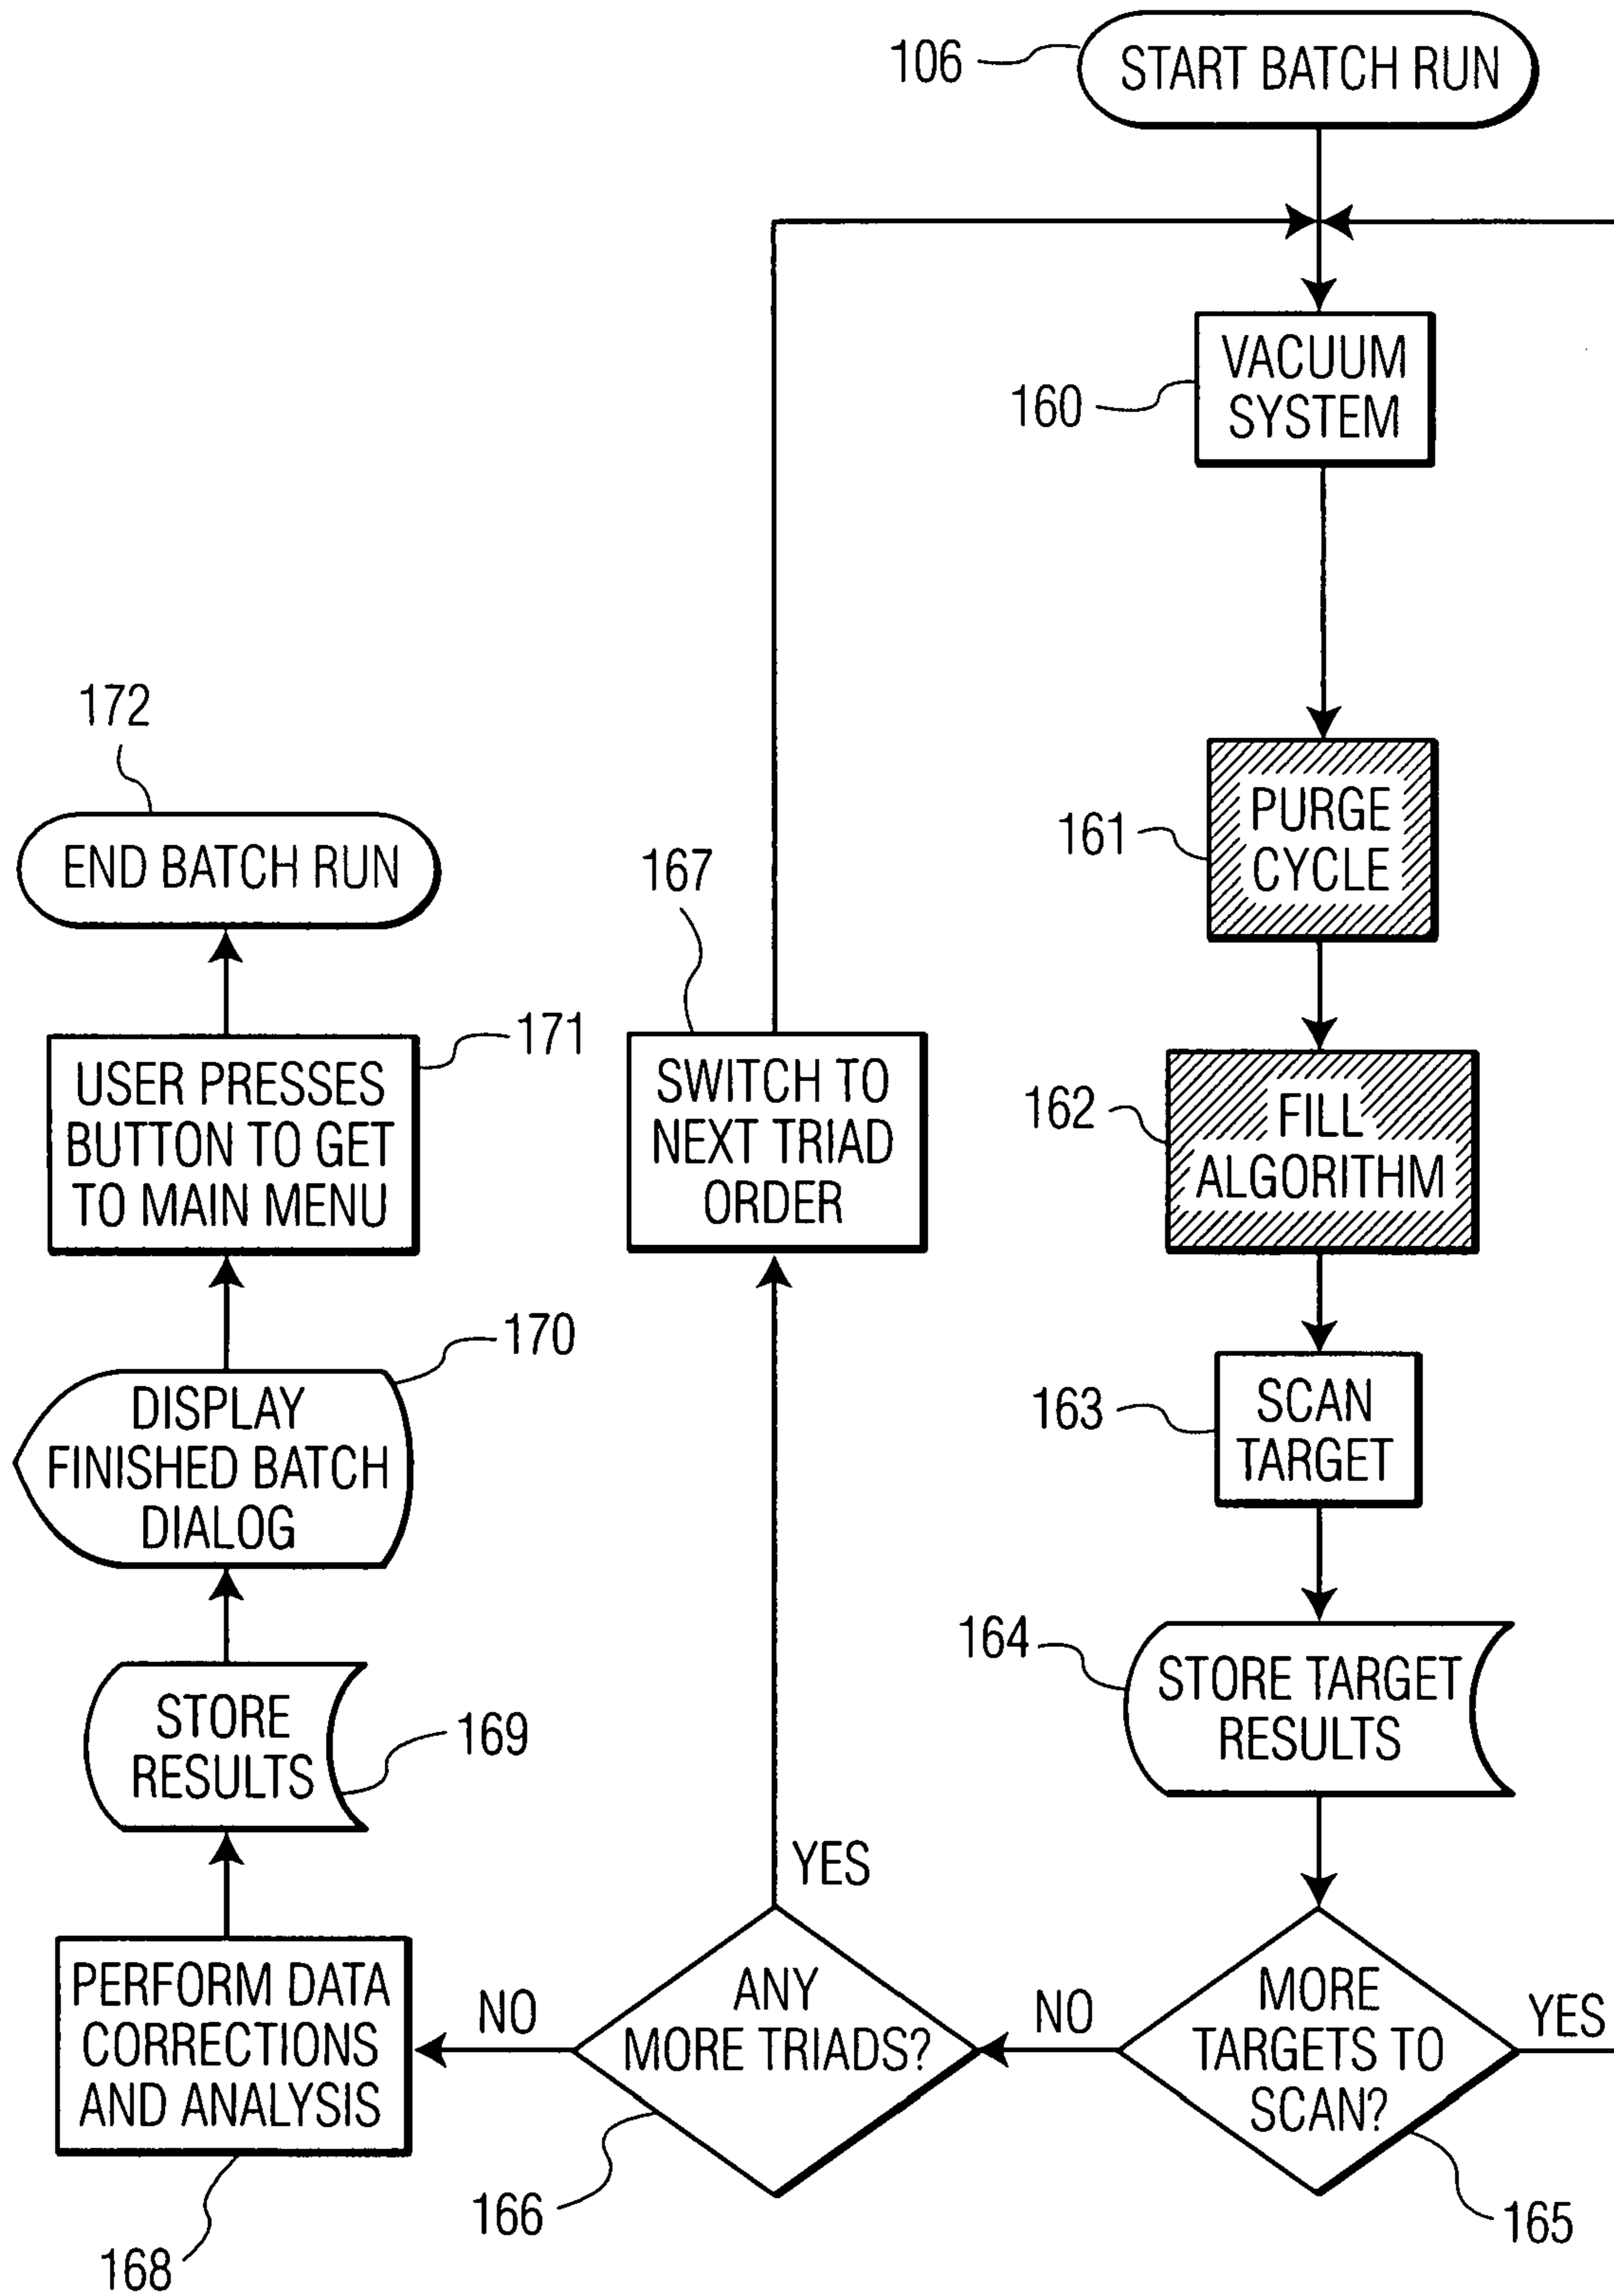 106
START BATCH RUN
160
VACUUM
SYSTEM
161
PURGE
CYCLE
162
FILL
ALGORITHM
163
SCAN
TARGET
164
STORE TARGET
RESULTS
MORE
TARGETS TO
SCAN?
165
YES
NO
ANY
MORE TRIADS?
166
YES
167
SWITCH TO
NEXT TRIAD
ORDER
NO
PERFORM DATA
CORRECTIONS
AND ANALYSIS
168
STORE
RESULTS
169
DISPLAY
FINISHED BATCH
DIALOG
170
USER PRESSES
BUTTON TO GET
TO MAIN MENU
171
172
END BATCH RUN